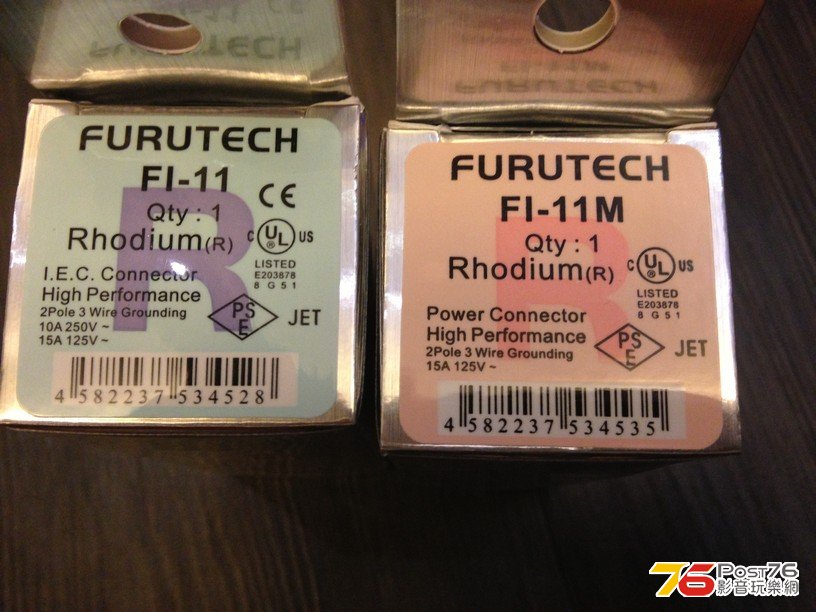 FURUTECH
FI-11
CE
Qty : 1
Rhodium(R)
R
C UL US
®
LISTED
E203878
8 G 5 1
I.E.C. Connector
High Performance
2Pole 3 Wire Grounding
10A 250V ~
15A 125V ~
PS
E
JET
4 582237 534528
FURUTECH
FI-11M
FURUTECH
FI-11M
Qty : 1
Rhodium(R)
R
C UL US
®
LISTED
E203878
8 G 5 1
Power Connector
High Performance
2Pole 3 Wire Grounding
15A 125V ~
PS
E
JET
4 582237 534535
76 POST76
影音玩樂網